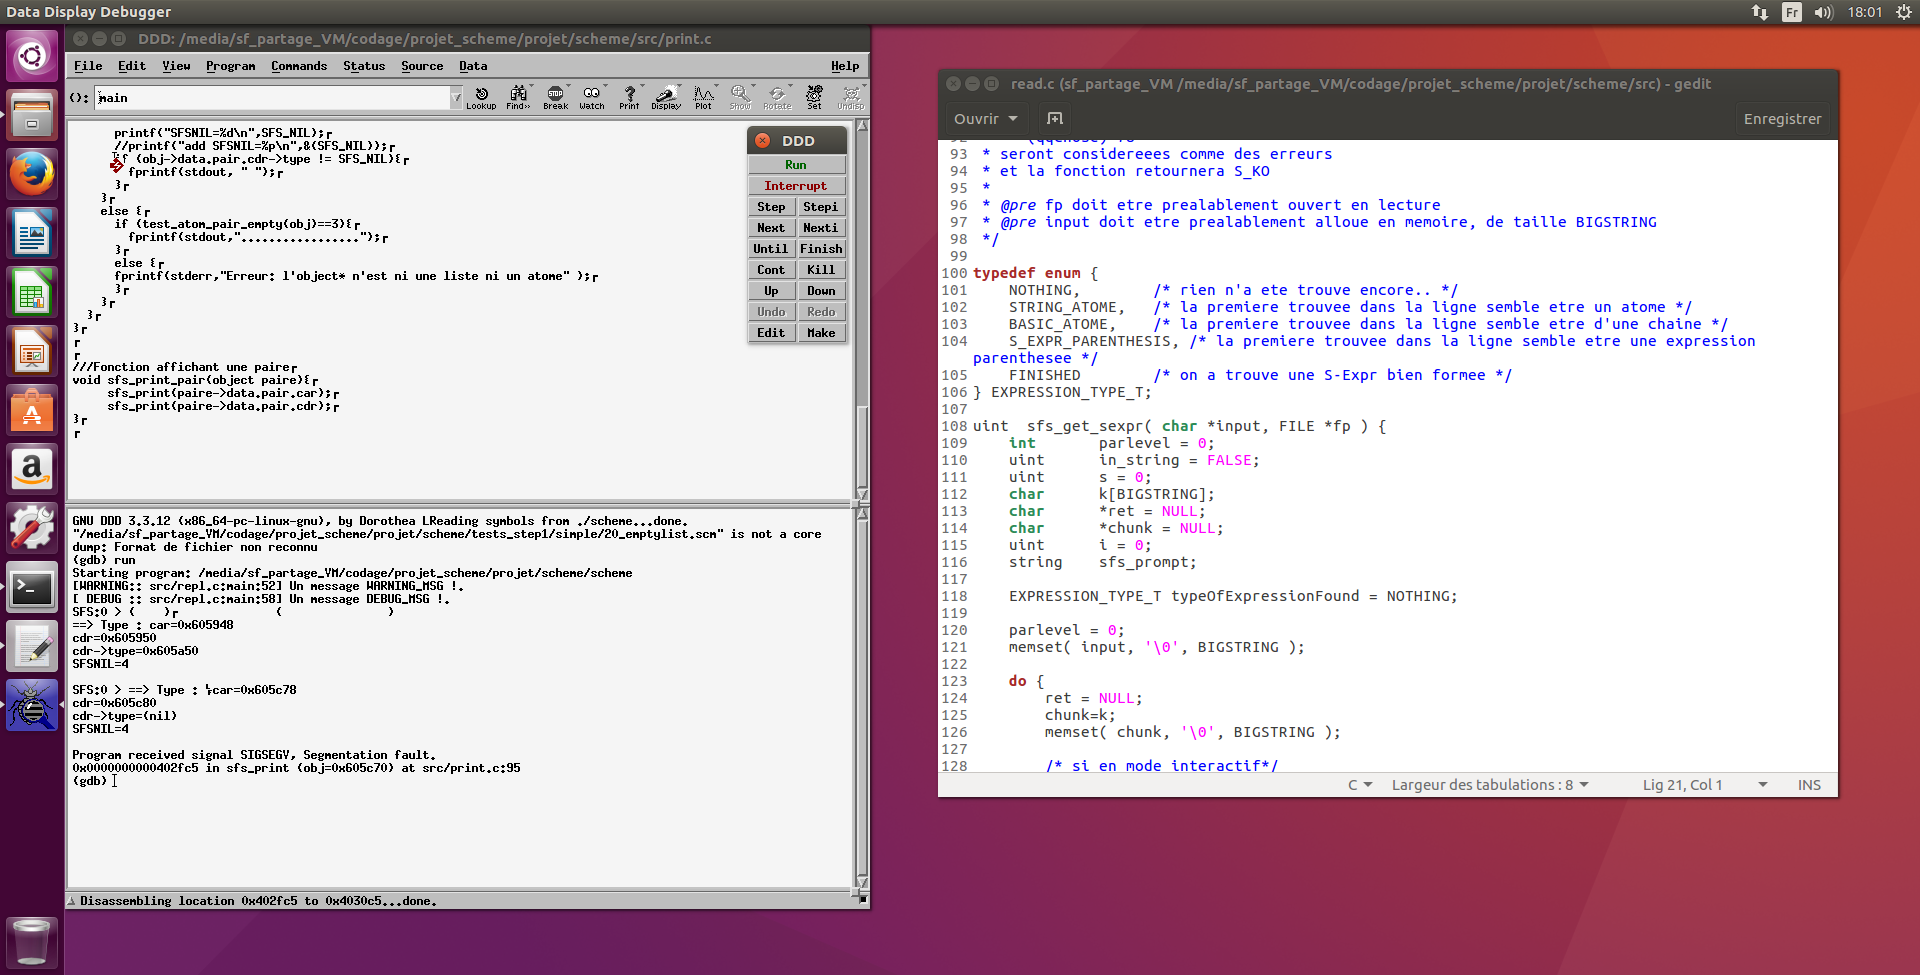 Data Display Debugger
Fr
18:01
DDD: /media/sf_partage_VM/codage/projet_scheme/projet/scheme/src/print.c
File Edit View Program Commands Status Source Data Help
(): main
Lookup Find>> Break Watch Print Display Plot Show Rotate Set Undisp
printf("SFSNIL=%d\n",SFS_NIL);
//printf("add SFSNIL=%p\n",&(SFS_NIL));
if (obj->data.pair.cdr->type != SFS_NIL){
fprintf(stdout, " ");
}
}
else {
if (test_atom_pair_empty(obj)==3){
fprintf(stdout,".................");
}
else {
fprintf(stderr,"Erreur: l'object* n'est ni une liste ni un atome" );
}
}
}
}
///Fonction affichant une paire
void sfs_print_pair(object paire){
sfs_print(paire->data.pair.car);
sfs_print(paire->data.pair.cdr);
}
DDD
Run
Interrupt
Step Stepi
Next Nexti
Until Finish
Cont Kill
Up Down
Undo Redo
Edit Make
GNU DDD 3.3.12 (x86_64-pc-linux-gnu), by Dorothea LReading symbols from ./scheme...done.
"/media/sf_partage_VM/codage/projet_scheme/projet/scheme/tests_step1/simple/20_emptylist.scm" is not a core
dump: Format de fichier non reconnu
(gdb) run
Starting program: /media/sf_partage_VM/codage/projet_scheme/projet/scheme/scheme
[WARNING:: src/repl.c:main:52] Un message WARNING_MSG !.
[ DEBUG :: src/repl.c:main:58] Un message DEBUG_MSG !.
SFS:0 > (    )            (            )
==> Type : car=0x605948
cdr=0x605950
cdr->type=0x605a50
SFSNIL=4
SFS:0 > ==> Type : car=0x605c78
cdr=0x605c80
cdr->type=(nil)
SFSNIL=4
Program received signal SIGSEGV, Segmentation fault.
0x0000000000402fc5 in sfs_print (obj=0x605c70) at src/print.c:95
(gdb)
Disassembling location 0x402fc5 to 0x4030c5...done.
read.c (sf_partage_VM /media/sf_partage_VM/codage/projet_scheme/projet/scheme/src) - gedit
Ouvrir Enregistrer
93 * seront considereees comme des erreurs
94 * et la fonction retournera S_KO
95 *
96 * @pre fp doit etre prealablement ouvert en lecture
97 * @pre input doit etre prealablement alloue en memoire, de taille BIGSTRING
98 */
99
100 typedef enum {
101 NOTHING, /* rien n'a ete trouve encore.. */
102 STRING_ATOME, /* la premiere trouvee dans la ligne semble etre un atome */
103 BASIC_ATOME, /* la premiere trouvee dans la ligne semble etre d'une chaine */
104 S_EXPR_PARENTHESIS, /* la premiere trouvee dans la ligne semble etre une expression
parenthesee */
105 FINISHED /* on a trouve une S-Expr bien formee */
106 } EXPRESSION_TYPE_T;
107
108 uint  sfs_get_sexpr( char *input, FILE *fp ) {
109 int parlevel = 0;
110 uint in_string = FALSE;
111 uint s = 0;
112 char k[BIGSTRING];
113 char *ret = NULL;
114 char *chunk = NULL;
115 uint i = 0;
116 string sfs_prompt;
117
118 EXPRESSION_TYPE_T typeOfExpressionFound = NOTHING;
119
120 parlevel = 0;
121 memset( input, '\0', BIGSTRING );
122
123 do {
124 ret = NULL;
125 chunk=k;
126 memset( chunk, '\0', BIGSTRING );
127
128 /* si en mode interactif*/
C Largeur des tabulations : 8 Lig 21, Col 1 INS